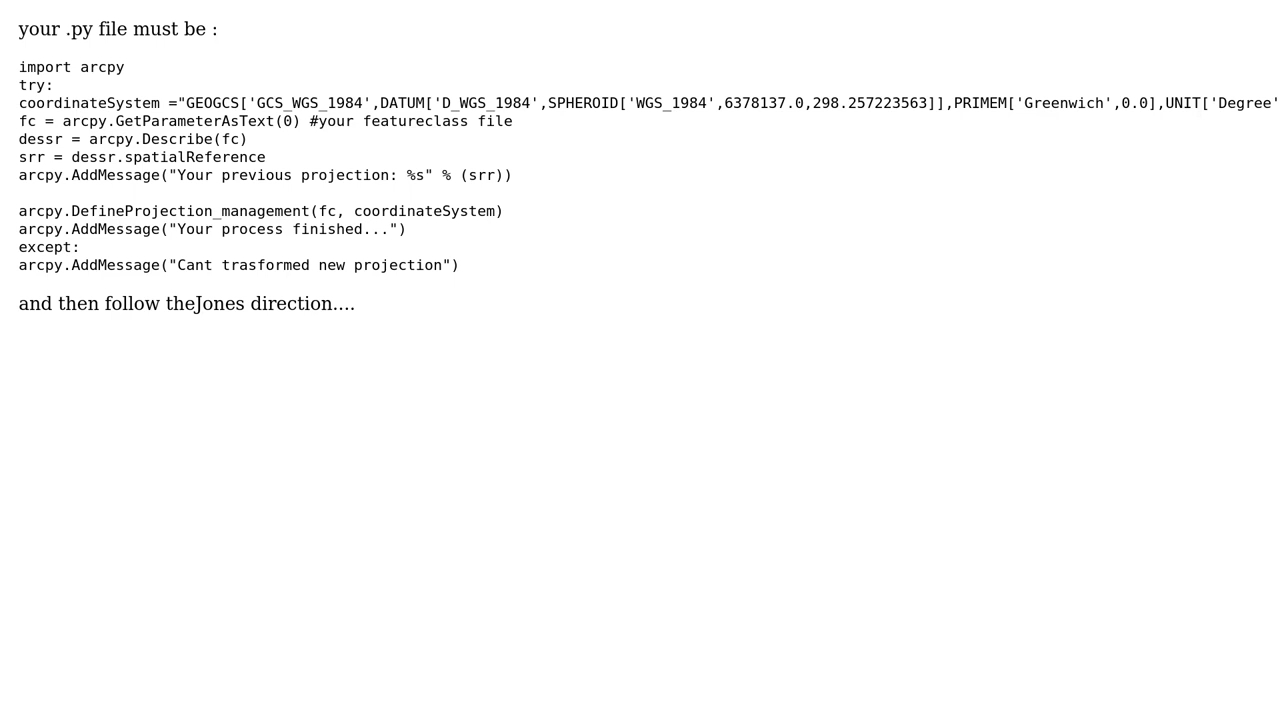 your .py file must be :
import arcpy
try:
coordinateSystem ="GEOGCS['GCS_WGS_1984',DATUM['D_WGS_1984',SPHEROID['WGS_1984',6378137.0,298.257223563]],PRIMEM['Greenwich',0.0],UNIT['Degree'
fc = arcpy.GetParameterAsText(0) #your featureclass file
dessr = arcpy.Describe(fc)
srr = dessr.spatialReference
arcpy.AddMessage("Your previous projection: %s" % (srr))
arcpy.DefineProjection_management(fc, coordinateSystem)
arcpy.AddMessage("Your process finished...")
except:
arcpy.AddMessage("Cant trasformed new projection")
and then follow theJones direction....